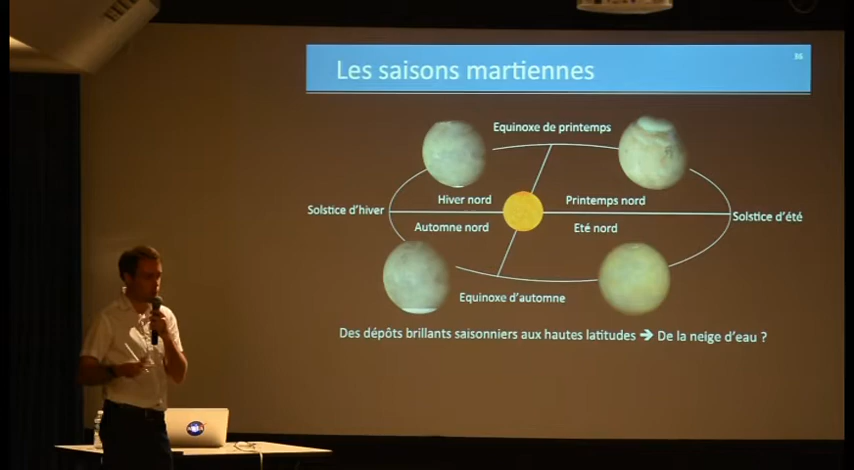 36
Les saisons martiennes
Equinoxe de printemps
Hiver nord
Printemps nord
Solstice d'hiver
Solstice d'été
Automne nord
Eté nord
Equinoxe d'automne
Des dépôts brillants saisonniers aux hautes latitudes ➔ De la neige d'eau ?